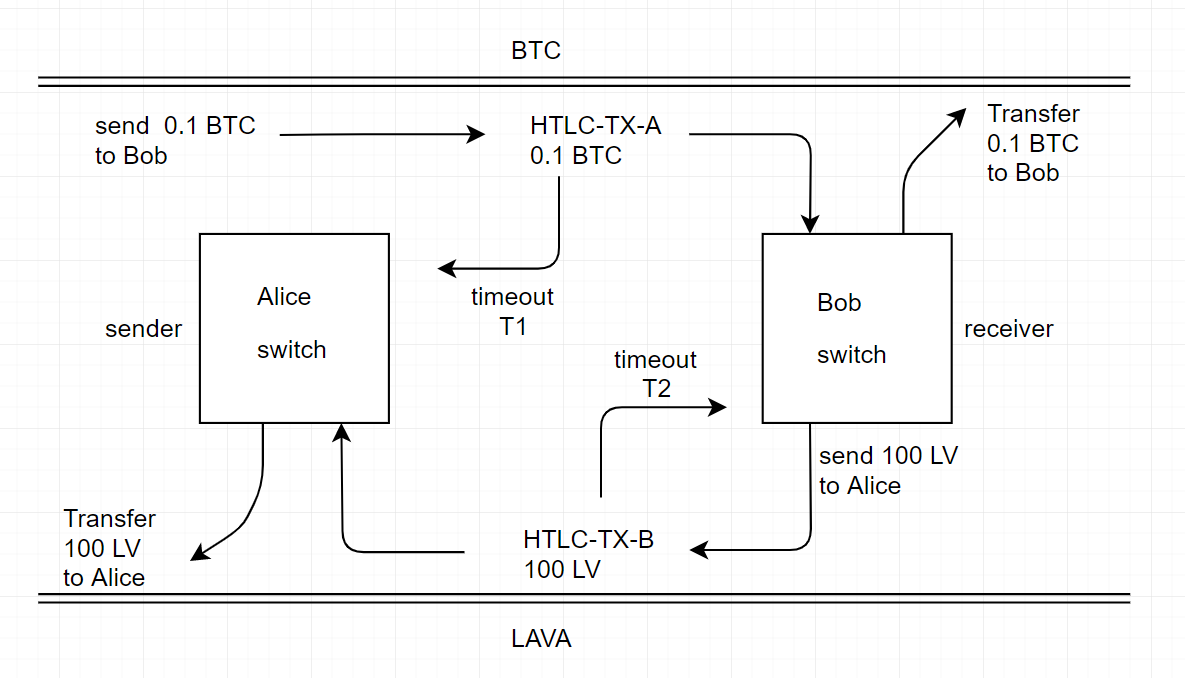 BTC
send 0.1 BTC
to Bob
HTLC-TX-A
0.1 BTC
Transfer
0.1 BTC
to Bob
Alice
switch
sender
timeout
T1
Bob
switch
receiver
timeout
T2
send 100 LV
to Alice
Transfer
100 LV
to Alice
HTLC-TX-B
100 LV
LAVA